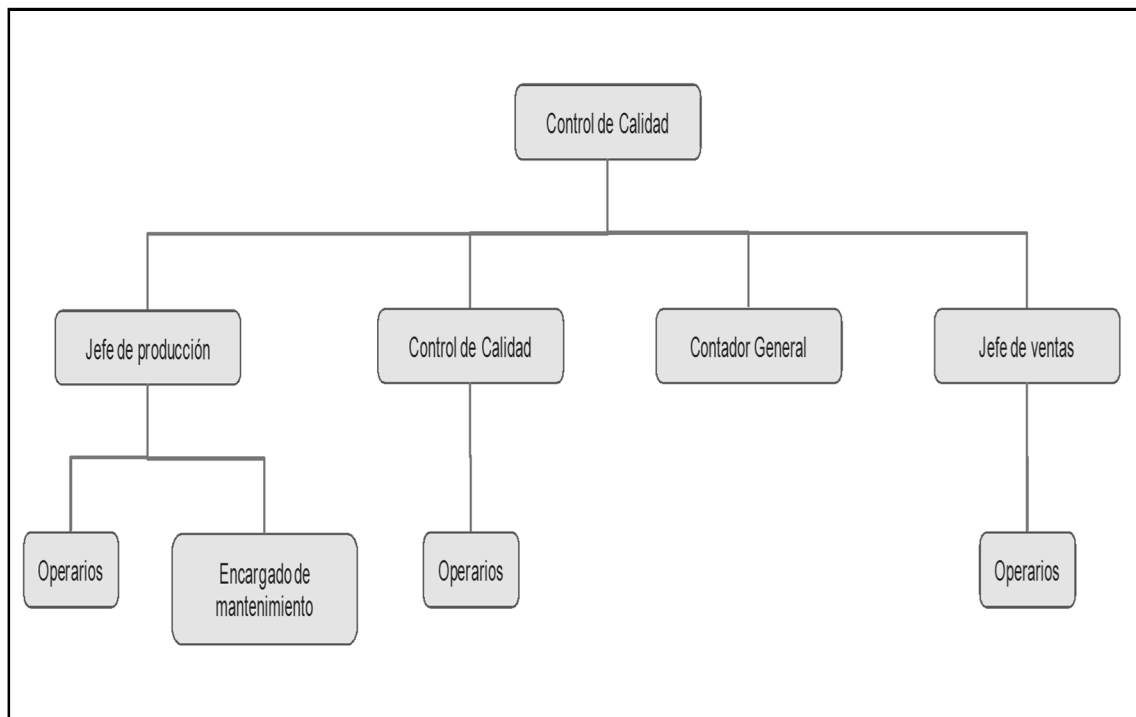 Control de Calidad
Jefe de producción
Control de Calidad
Contador General
Jefe de ventas
Operarios
Encargado de
mantenimiento
Operarios
Operarios